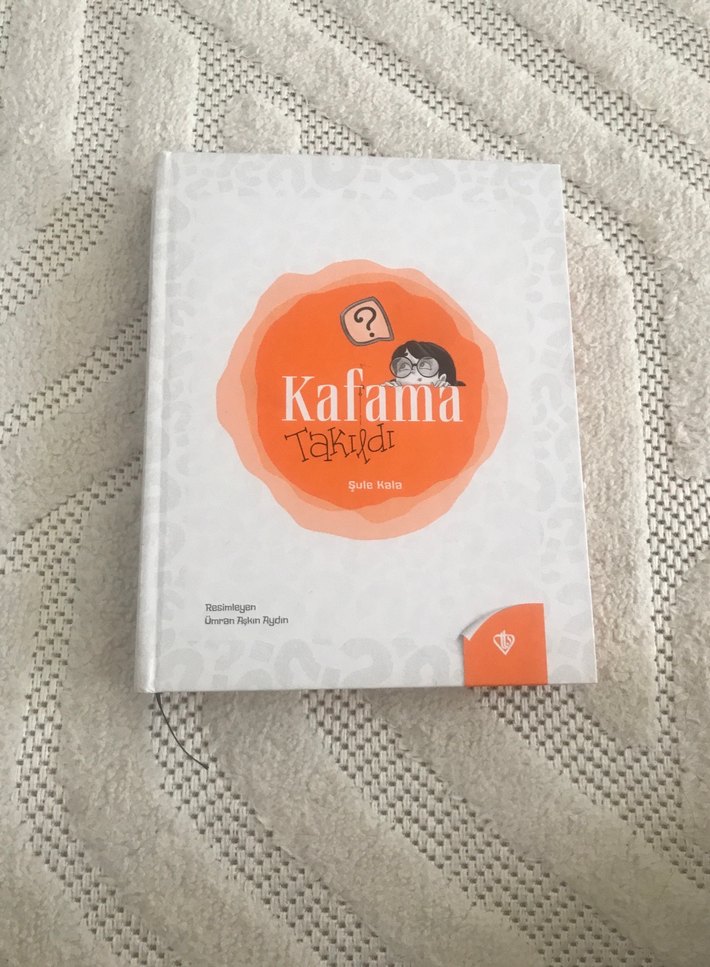 ?
Kafama
Takıldı
Şule Kala
Resimleyen
Ümran Aşkın Aydın